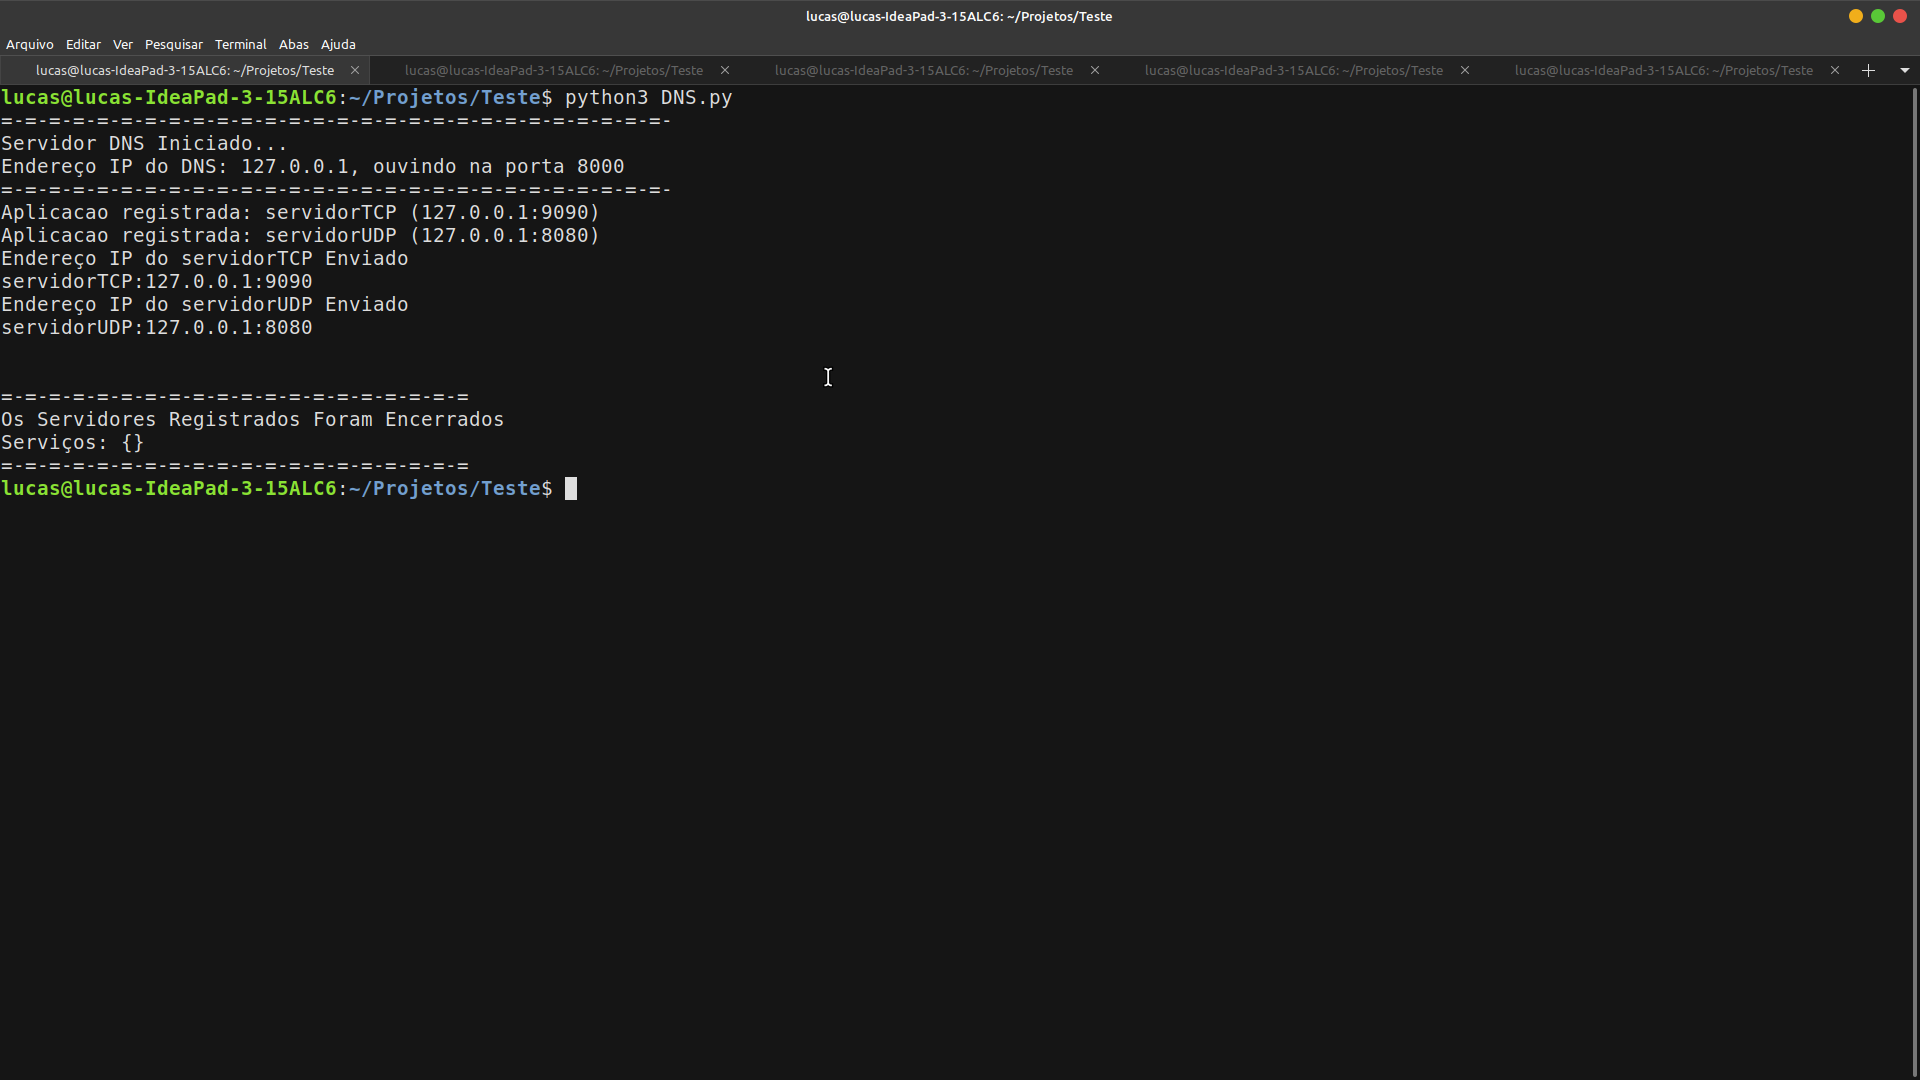 lucas@lucas-IdeaPad-3-15ALC6: ~/Projetos/Teste
Arquivo Editar Ver Pesquisar Terminal Abas Ajuda
lucas@lucas-IdeaPad-3-15ALC6: ~/Projetos/Teste × lucas@lucas-IdeaPad-3-15ALC6: ~/Projetos/Teste × lucas@lucas-IdeaPad-3-15ALC6: ~/Projetos/Teste × lucas@lucas-IdeaPad-3-15ALC6: ~/Projetos/Teste × lucas@lucas-IdeaPad-3-15ALC6: ~/Projetos/Teste ×
lucas@lucas-IdeaPad-3-15ALC6:~/Projetos/Teste$ python3 DNS.py
=-=-=-=-=-=-=-=-=-=-=-=-=-=-=-=-=-=-=-=-=-=-=-=-=-=-=-=-
Servidor DNS Iniciado...
Endereço IP do DNS: 127.0.0.1, ouvindo na porta 8000
=-=-=-=-=-=-=-=-=-=-=-=-=-=-=-=-=-=-=-=-=-=-=-=-=-=-=-=-
Aplicacao registrada: servidorTCP (127.0.0.1:9090)
Aplicacao registrada: servidorUDP (127.0.0.1:8080)
Endereço IP do servidorTCP Enviado
servidorTCP:127.0.0.1:9090
Endereço IP do servidorUDP Enviado
servidorUDP:127.0.0.1:8080
=-=-=-=-=-=-=-=-=-=-=-=-=-=-=-=-=-=-=-=
Os Servidores Registrados Foram Encerrados
Serviços: {}
=-=-=-=-=-=-=-=-=-=-=-=-=-=-=-=-=-=-=-=
lucas@lucas-IdeaPad-3-15ALC6:~/Projetos/Teste$